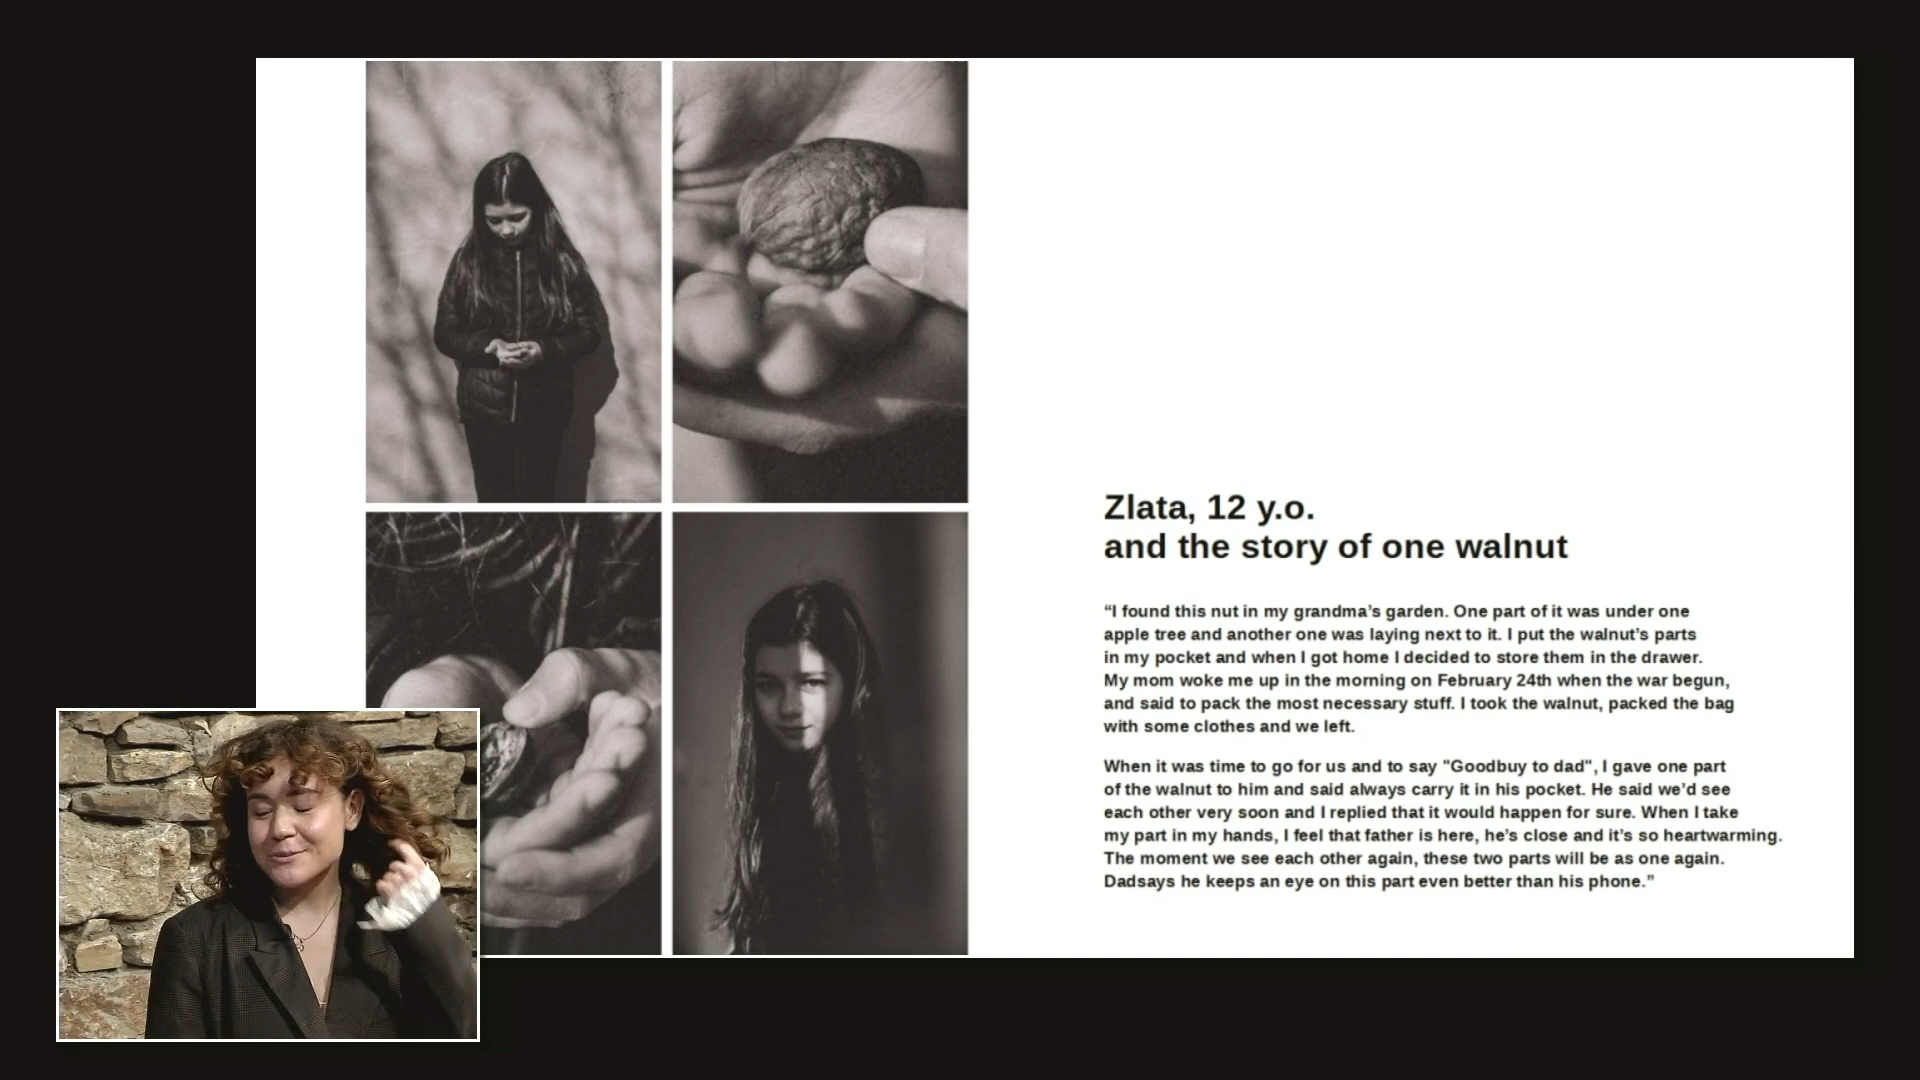 Zlata, 12 y.o.
and the story of one walnut
“I found this nut in my grandma’s garden. One part of it was under one
apple tree and another one was laying next to it. I put the walnut’s parts
in my pocket and when I got home I decided to store them in the drawer.
My mom woke me up in the morning on February 24th when the war begun,
and said to pack the most necessary stuff. I took the walnut, packed the bag
with some clothes and we left.
When it was time to go for us and to say "Goodbuy to dad", I gave one part
of the walnut to him and said always carry it in his pocket. He said we’d see
each other very soon and I replied that it would happen for sure. When I take
my part in my hands, I feel that father is here, he’s close and it’s so heartwarming.
The moment we see each other again, these two parts will be as one again.
Dadsays he keeps an eye on this part even better than his phone.”